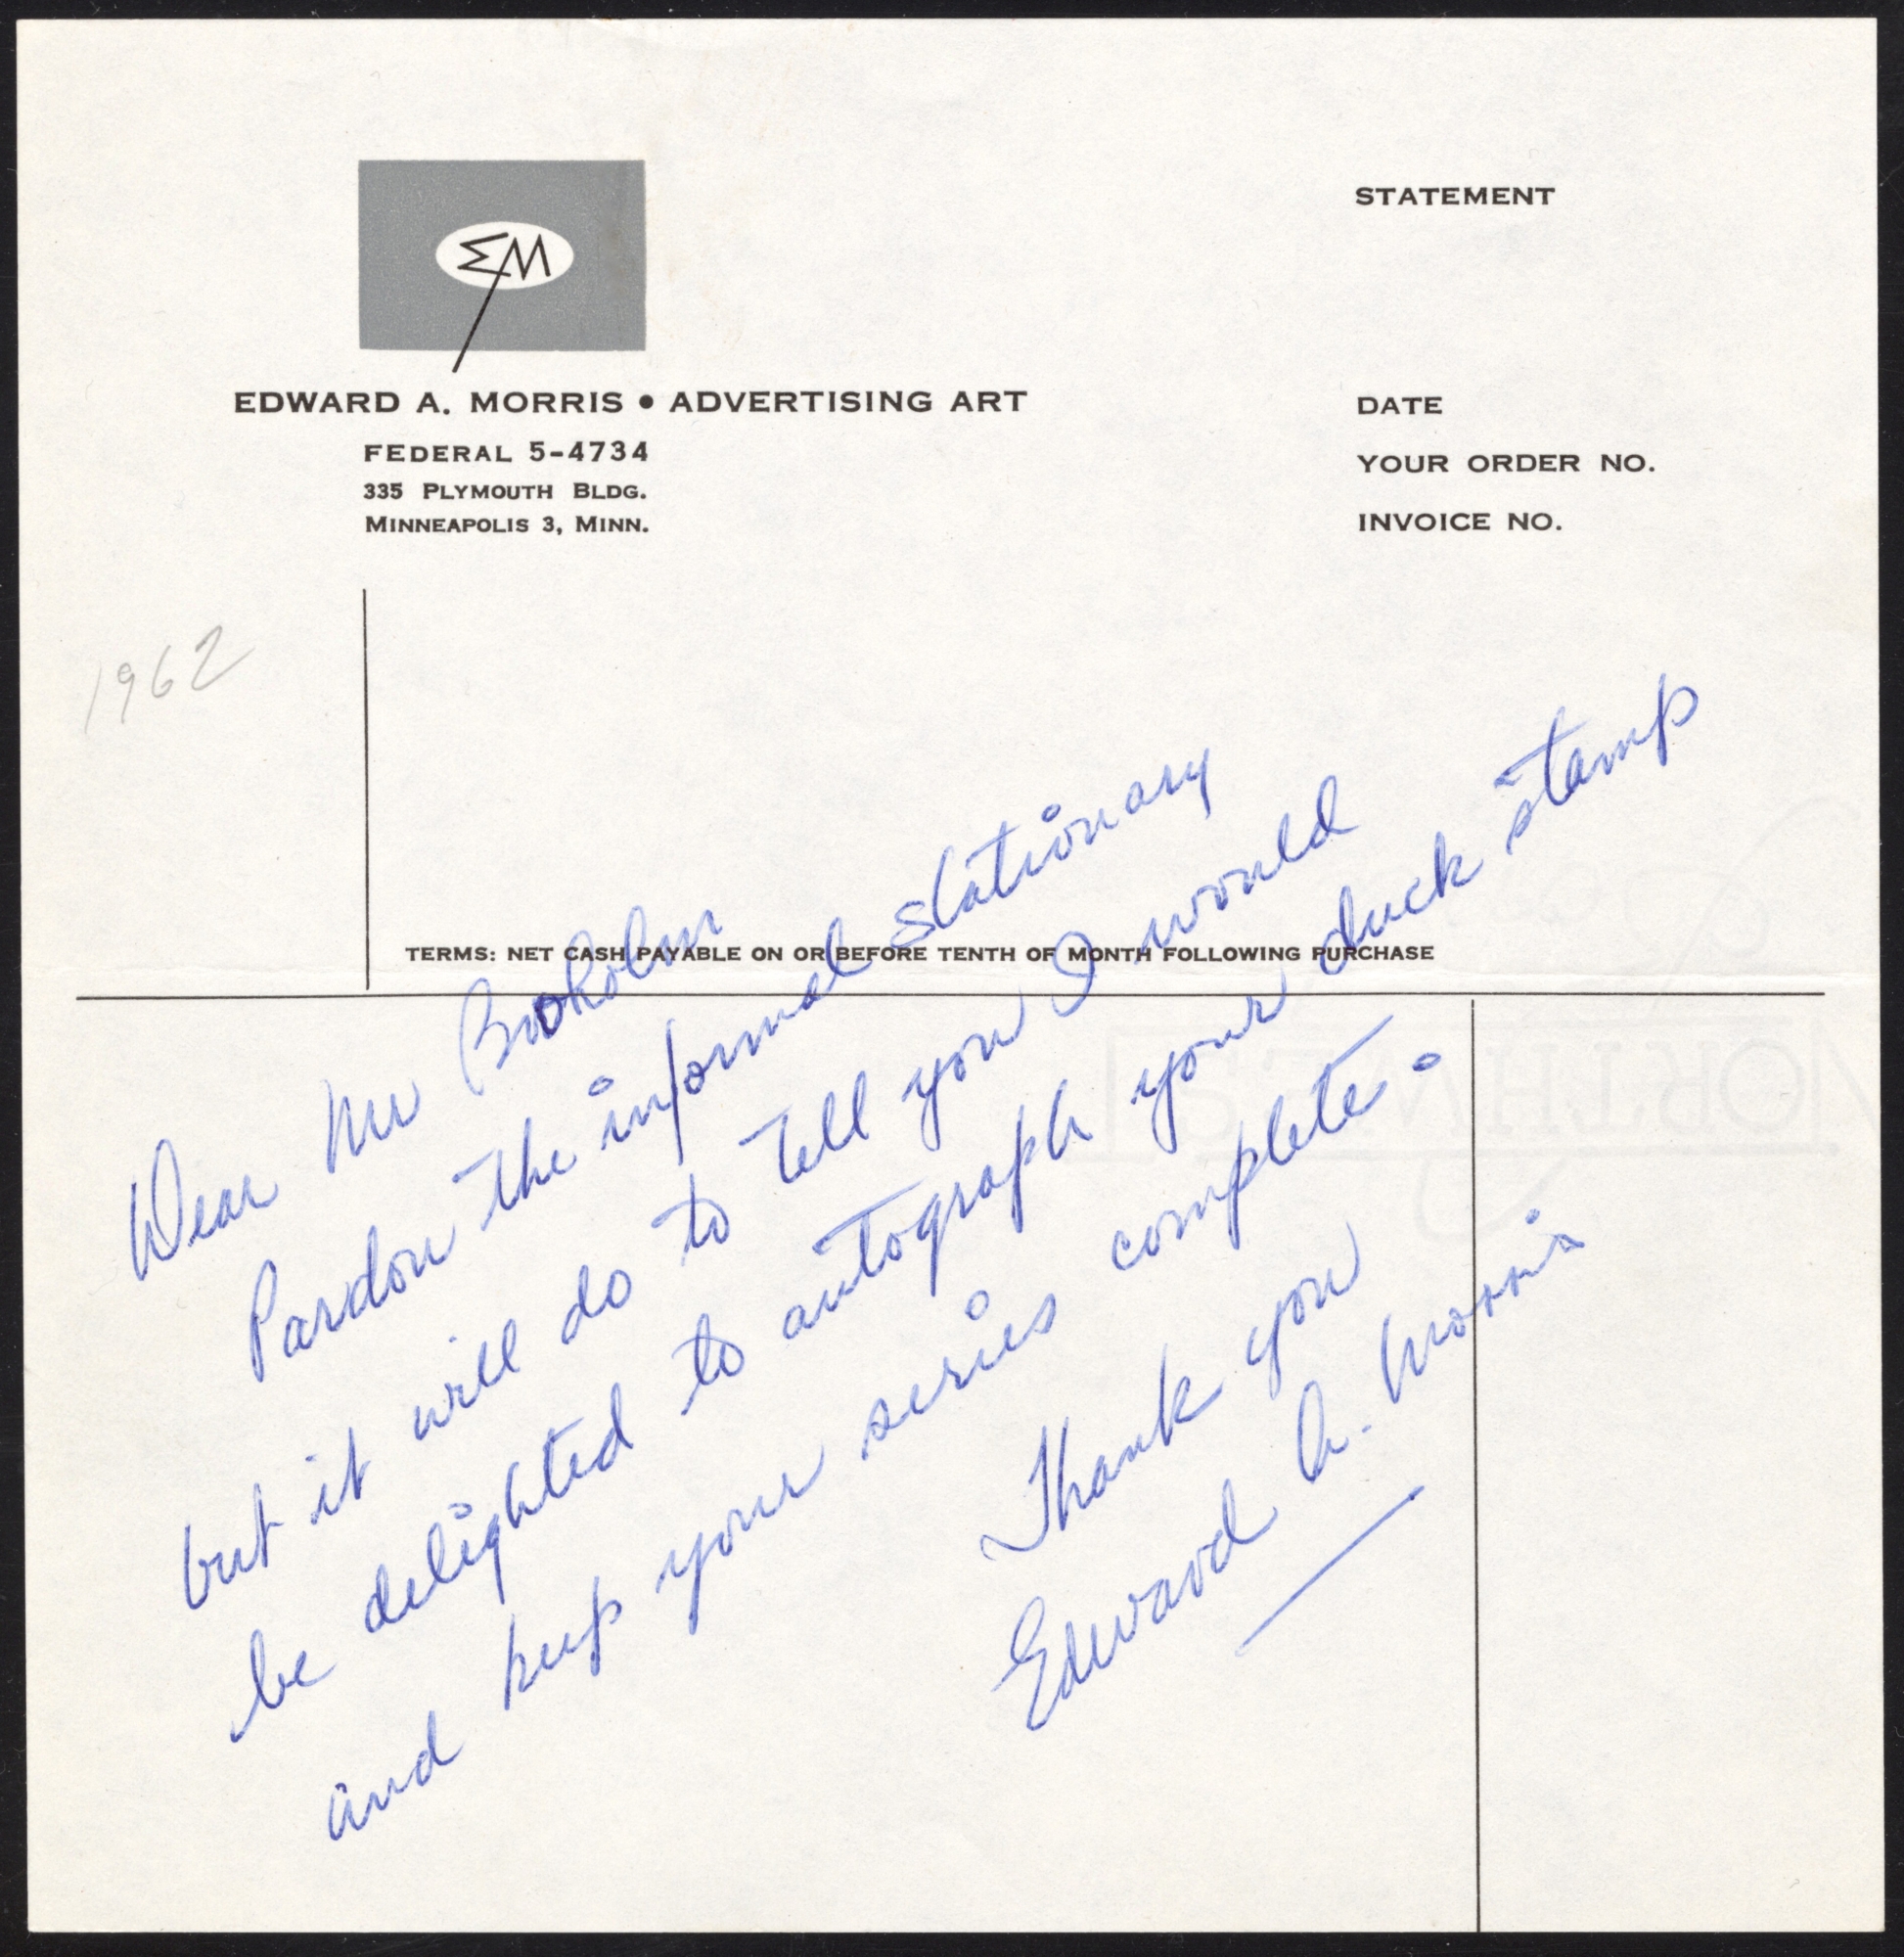 EM
STATEMENT
EDWARD A. MORRIS • ADVERTISING ART
FEDERAL 5-4734
335 PLYMOUTH BLDG.
MINNEAPOLIS 3, MINN.
DATE
YOUR ORDER NO.
INVOICE NO.
1962
TERMS: NET CASH PAYABLE ON OR BEFORE TENTH OF MONTH FOLLOWING PURCHASE
Dear Mr
Pardon the informal stationary
but it will do to tell you I would
be delighted to autograph your duck stamp
and keep your series complete.
Thank you
Edward A. Morris